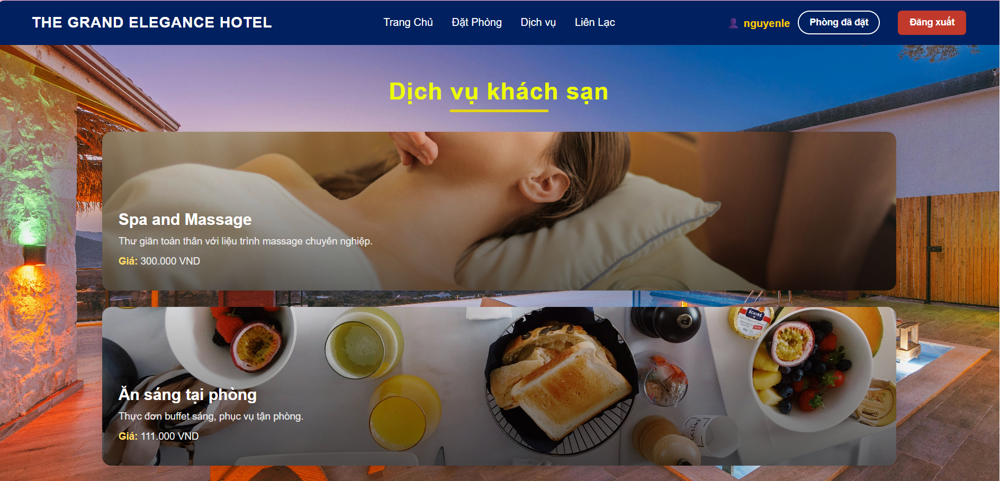 THE GRAND ELEGANCE HOTEL
Trang Chủ
Đặt Phòng
Dịch vụ
Liên Lạc
nguyenle
Phòng đã đặt
Đăng xuất
Dịch vụ khách sạn
Spa and Massage
Thư giãn toàn thân với liệu trình massage chuyên nghiệp.
Giá: 300.000 VND
ÉCHIRÉ
Ăn sáng tại phòng
Thực đơn buffet sáng, phục vụ tận phòng.
Giá: 111.000 VND